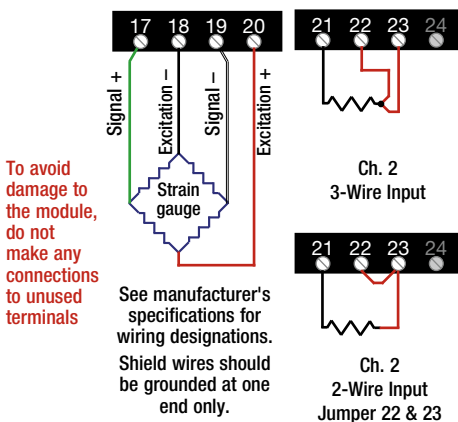 17 18 19 20
Signal +
Excitation –
Signal –
Excitation +
Strain
gauge
To avoid
damage to
the module,
do not
make any
connections
to unused
terminals
See manufacturer's
specifications for
wiring designations.
Shield wires should
be grounded at one
end only.
21 22 23 24
Ch. 2
3-Wire Input
21 22 23 24
Ch. 2
2-Wire Input
Jumper 22 & 23